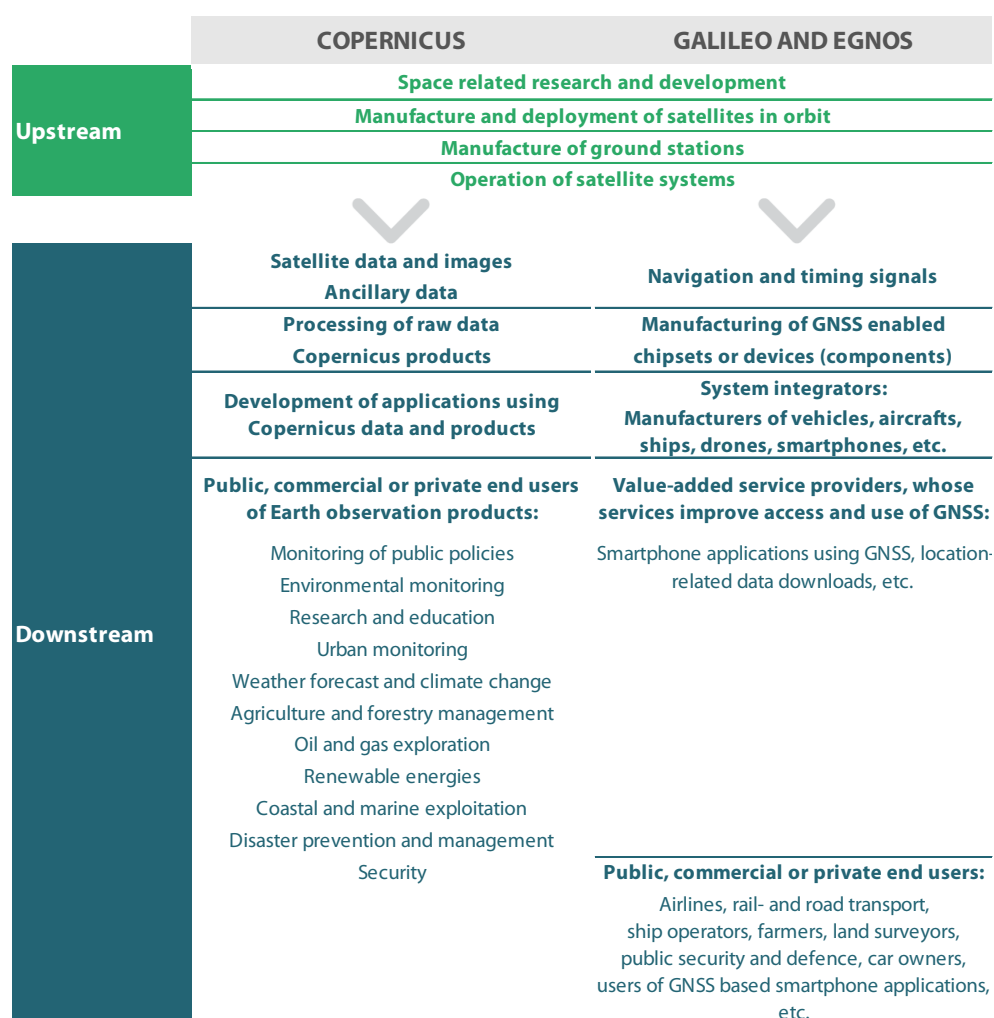 COPERNICUS
GALILEO AND EGNOS
Upstream
Space related research and development
Manufacture and deployment of satellites in orbit
Manufacture of ground stations
Operation of satellite systems
Downstream
Satellite data and images
Ancillary data
Processing of raw data
Copernicus products
Development of applications using
Copernicus data and products
Public, commercial or private end users
of Earth observation products:
Monitoring of public policies
Environmental monitoring
Research and education
Urban monitoring
Weather forecast and climate change
Agriculture and forestry management
Oil and gas exploration
Renewable energies
Coastal and marine exploitation
Disaster prevention and management
Security
Navigation and timing signals
Manufacturing of GNSS enabled
chipsets or devices (components)
System integrators:
Manufacturers of vehicles, aircrafts,
ships, drones, smartphones, etc.
Value-added service providers, whose
services improve access and use of GNSS:
Smartphone applications using GNSS, location-
related data downloads, etc.
Public, commercial or private end users:
Airlines, rail- and road transport,
ship operators, farmers, land surveyors,
public security and defence, car owners,
users of GNSS based smartphone applications,
etc.